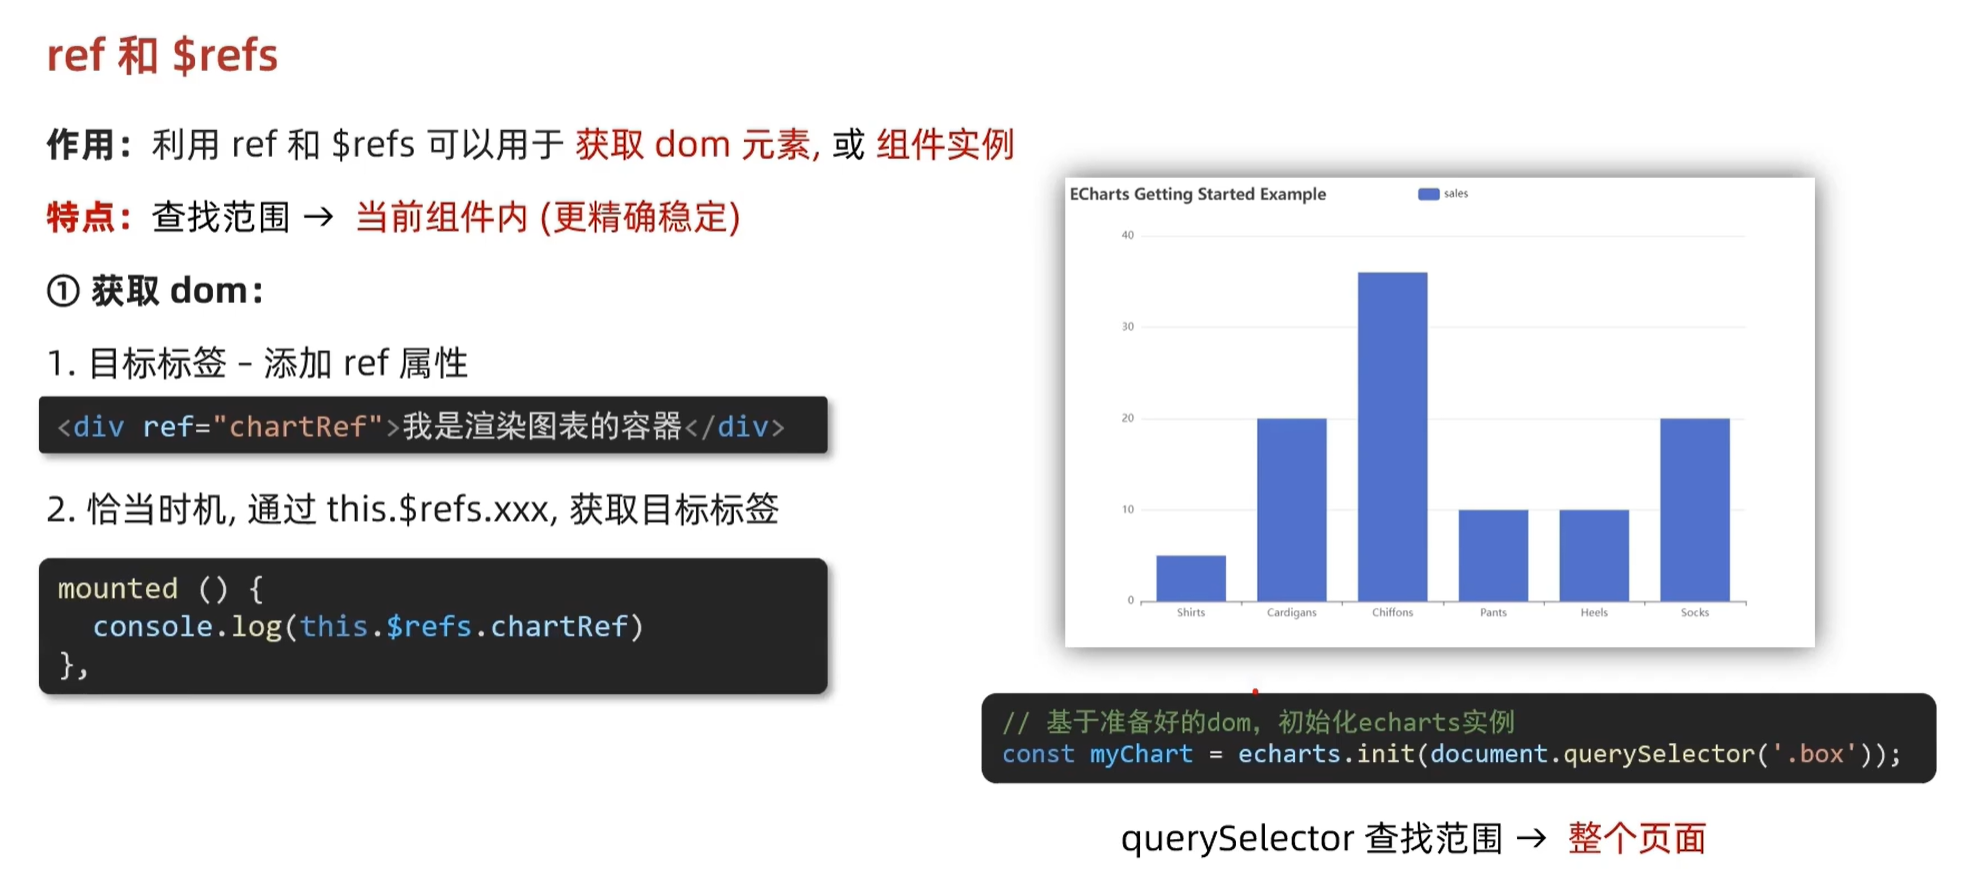 ref 和 $refs
作用：利用 ref 和 $refs 可以用于 获取 dom 元素, 或 组件实例
特点：查找范围 → 当前组件内 (更精确稳定)
① 获取 dom：
1. 目标标签 – 添加 ref 属性
<div ref="chartRef">我是渲染图表的容器</div>
2. 恰当时机, 通过 this.$refs.xxx, 获取目标标签
mounted () {
  console.log(this.$refs.chartRef)
},
ECharts Getting Started Example
sales
40
30
20
10
0
Shirts Cardigans Chiffons Pants Heels Socks
// 基于准备好的dom，初始化echarts实例
const myChart = echarts.init(document.querySelector('.box'));
querySelector 查找范围 → 整个页面